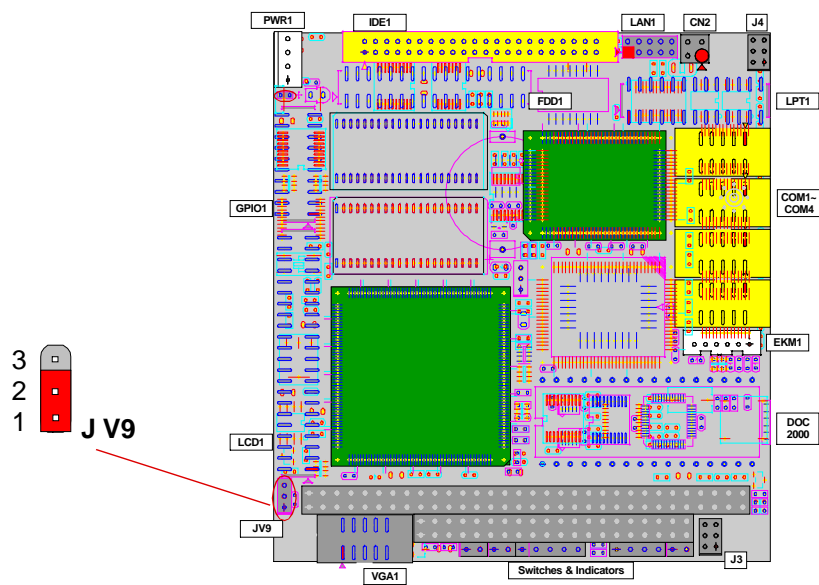 PWR1
IDE1
LAN1
CN2
J4
FDD1
LPT1
GPIO1
COM1~
COM4
3
2
1
J V9
EKM1
LCD1
DOC
2000
JV9
J3
VGA1
Switches & Indicators